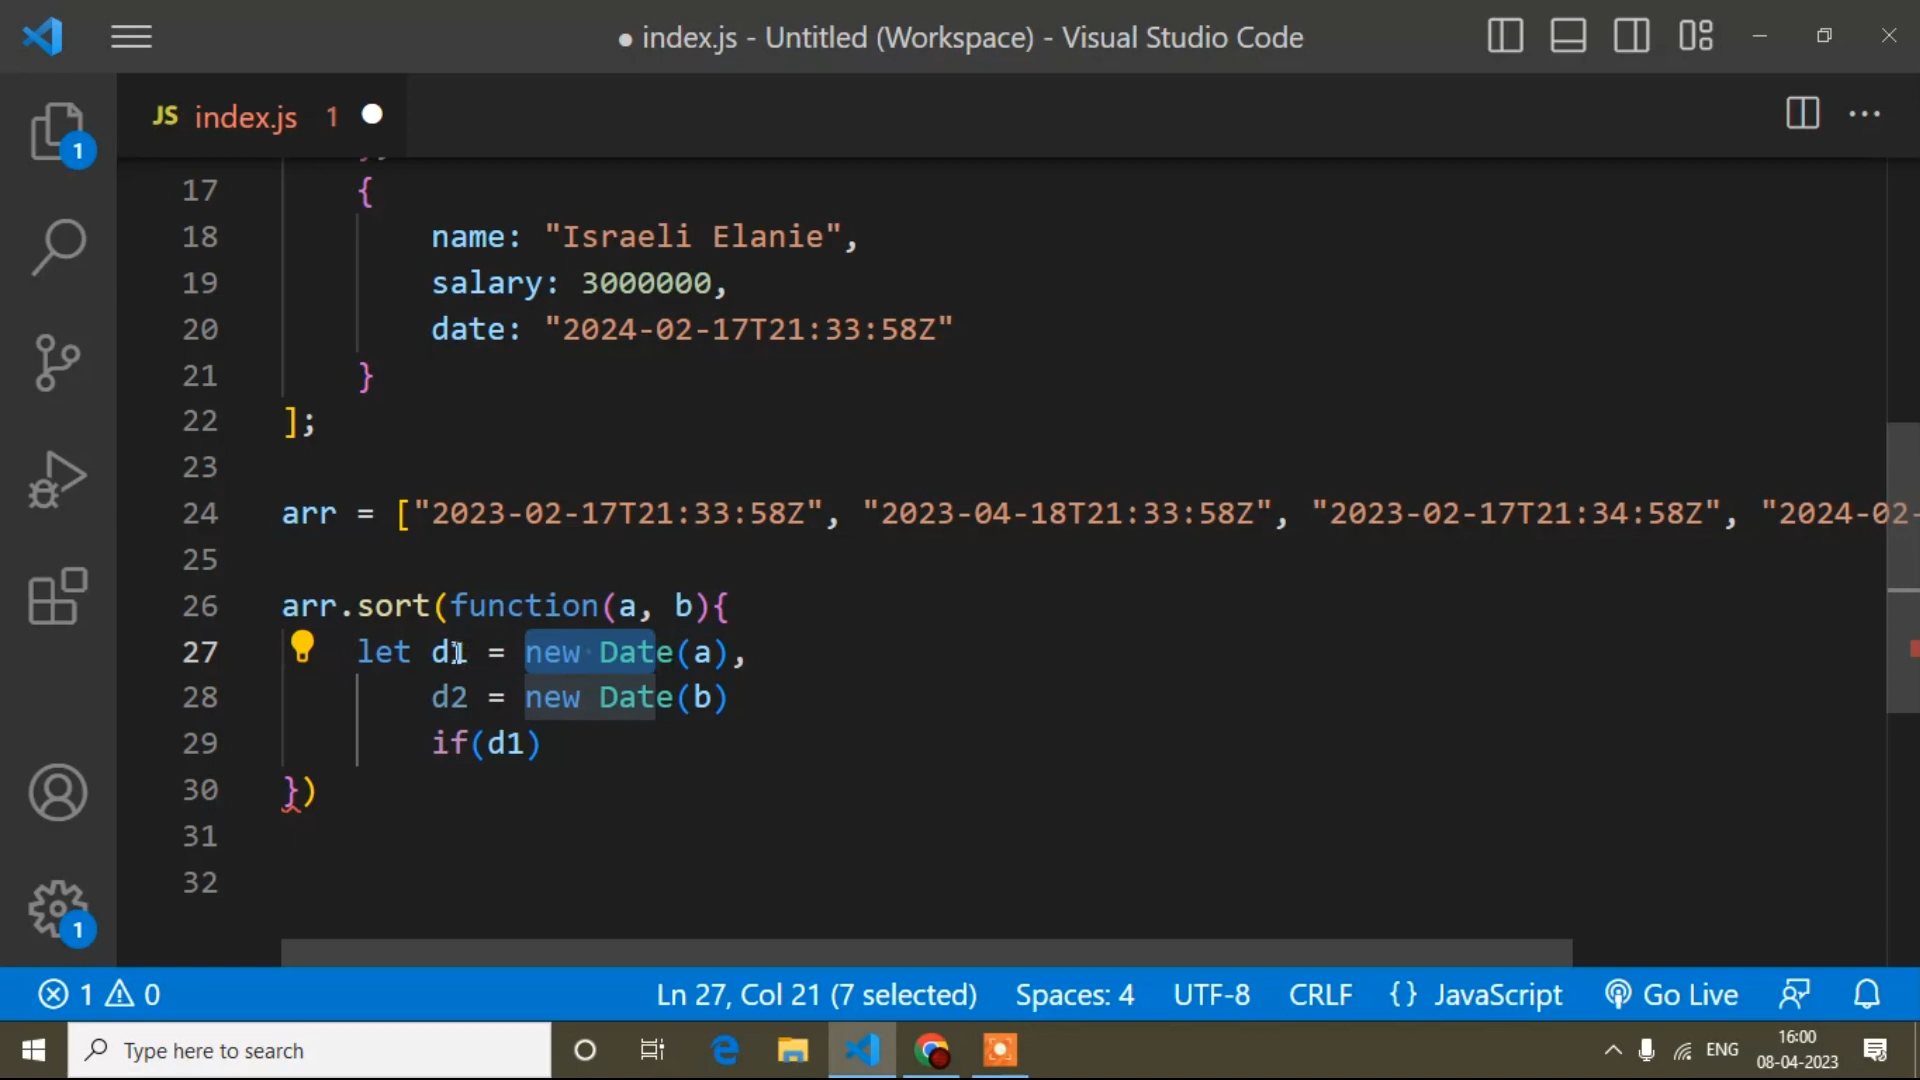 ● index.js - Untitled (Workspace) - Visual Studio Code
JS index.js 1
1
17 {
18 name: "Israeli Elanie",
19 salary: 3000000,
20 date: "2024-02-17T21:33:58Z"
21 }
22 ];
23
24 arr = ["2023-02-17T21:33:58Z", "2023-04-18T21:33:58Z", "2023-02-17T21:34:58Z", "2024-02-
25
26 arr.sort(function(a, b){
27 let d1 = new Date(a),
28 d2 = new Date(b)
29 if(d1)
30 })
31
32
1
1 0 Ln 27, Col 21 (7 selected) Spaces: 4 UTF-8 CRLF {} JavaScript Go Live
Type here to search ENG 16:00
08-04-2023